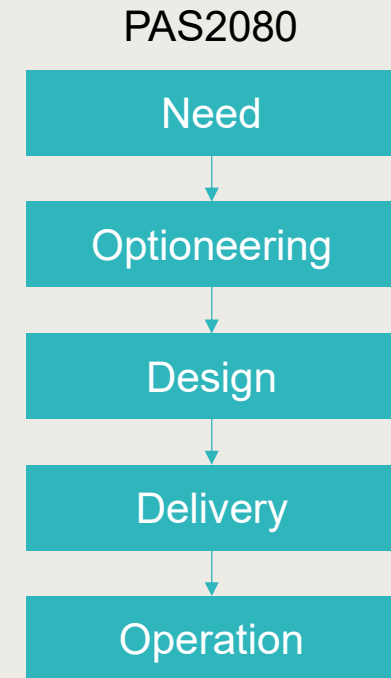 PAS2080
Need
Optioneering
Design
Delivery
Operation